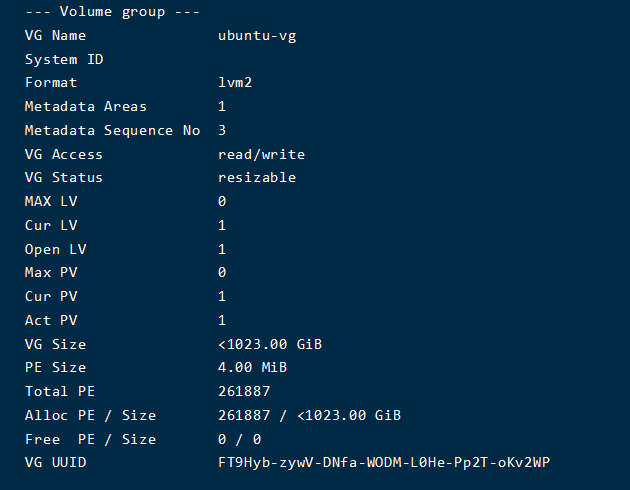 --- Volume group ---
VG Name               ubuntu-vg
System ID
Format                lvm2
Metadata Areas        1
Metadata Sequence No  3
VG Access             read/write
VG Status             resizable
MAX LV                0
Cur LV                1
Open LV               1
Max PV                0
Cur PV                1
Act PV                1
VG Size               <1023.00 GiB
PE Size               4.00 MiB
Total PE              261887
Alloc PE / Size       261887 / <1023.00 GiB
Free  PE / Size       0 / 0
VG UUID               FT9Hyb-zywV-DNfa-WODM-L0He-Pp2T-oKv2WP